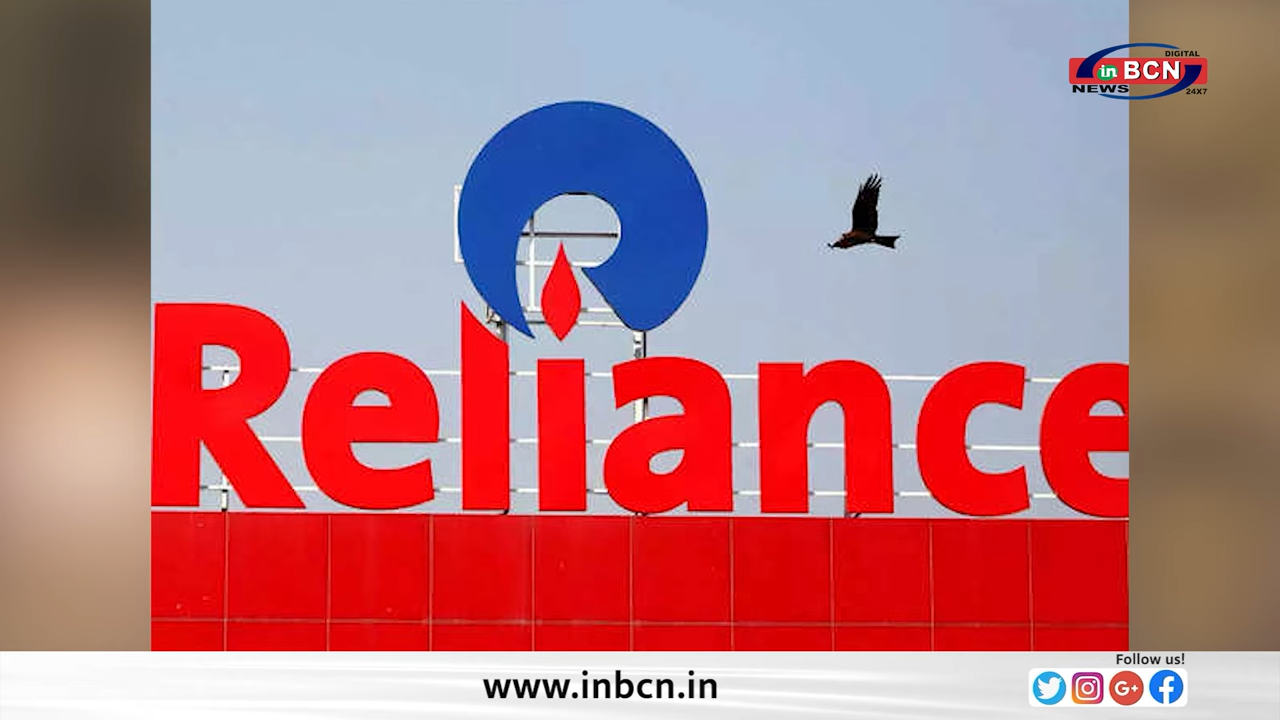 DIGITAL
in BCN
NEWS 24X7
Reliance
Follow us!
www.inbcn.in